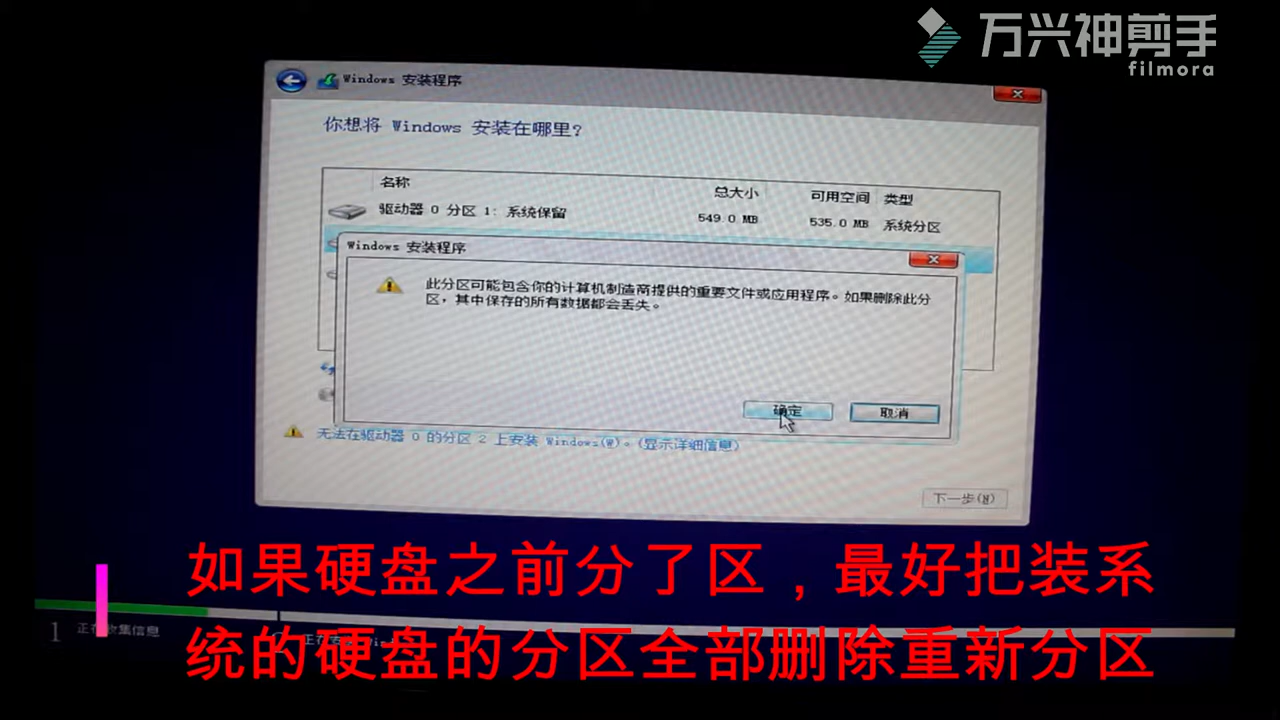 万兴神剪手
filmora
Windows 安装程序
你想将 Windows 安装在哪里?
名称 总大小 可用空间 类型
驱动器 0 分区 1: 系统保留 549.0 MB 535.0 MB 系统分区
Windows 安装程序
此分区可能包含你的计算机制造商提供的重要文件或应用程序。如果删除此分
区,其中保存的所有数据都会丢失。
确定 取消
无法在驱动器 0 的分区 2 上安装 Windows(W)。(显示详细信息)
下一步(N)
如果硬盘之前分了区，最好把装系
统的硬盘的分区全部删除重新分区
1 正在收集信息